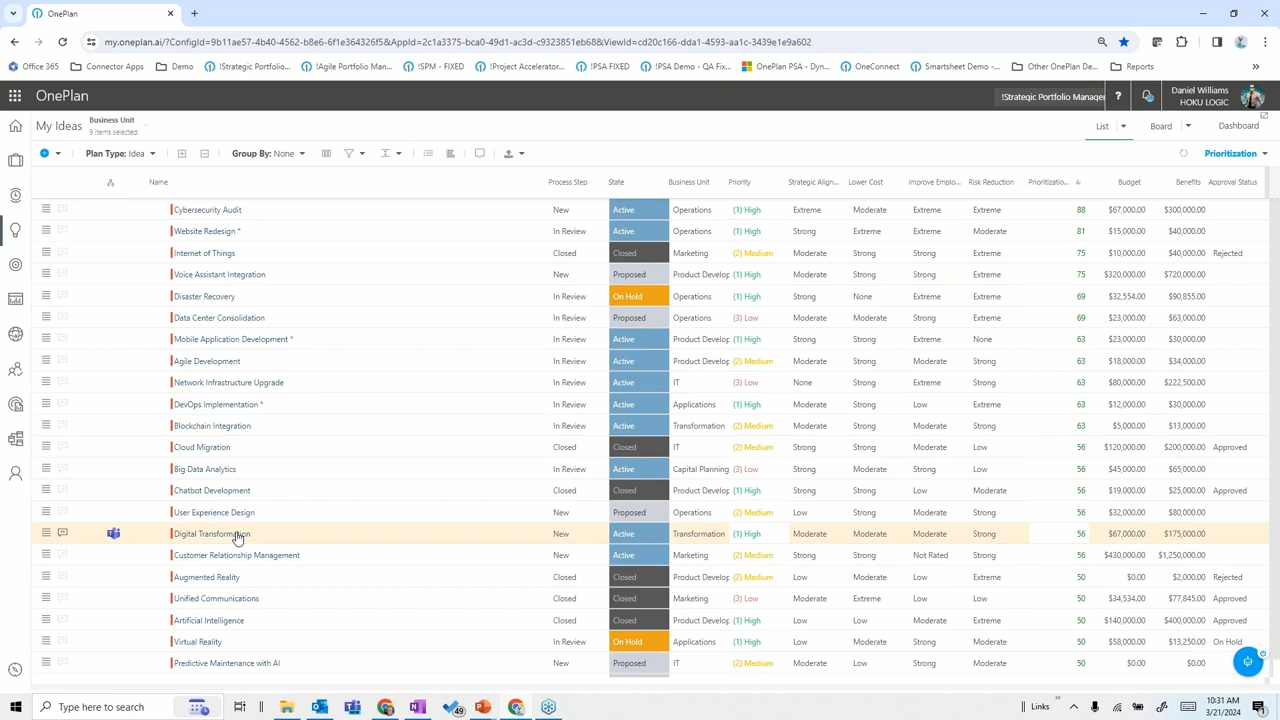 OnePlan
my.oneplan.ai/?ConfigId=9b11ae57-4b40-4562-b8e6-6f1e364326f5&AppId=2c1a3375-bca0-49d1-ac3d-c9323851eb68&ViewId=cd20c166-dda1-4593-aa1c-3439e1e9a602
Office 365 Connector Apps Demo !Strategic Portfolio... !Agile Portfolio Man... !SPM - FIXED !Project Accelerator... !PSA FIXED !PSA Demo - QA Fix... OnePlan PSA - Dyn... OneConnect Smartsheet Demo -... Other OnePlan De... Reports »
OnePlan !Strategic Portfolio Manager ? Daniel Williams
HOKU LOGIC
My Ideas Business Unit
9 items selected
List Board Dashboard
Plan Type: Idea Group By: None Prioritization
Name Process Step State Business Unit Priority Strategic Align... Lower Cost Improve Emplo... Risk Reduction Prioritizatio... Budget Benefits Approval Status
Cybersecurity Audit New Active Operations (1) High Extreme Moderate Extreme Extreme 88 $67,000.00 $300,000.00
Website Redesign * In Review Active Operations (1) High Strong Extreme Extreme Moderate 81 $15,000.00 $40,000.00
Internet of Things Closed Closed Marketing (2) Medium Moderate Strong Strong Extreme 75 $10,000.00 $40,000.00 Rejected
Voice Assistant Integration New Proposed Product Develop (1) High Moderate Strong Strong Extreme 75 $320,000.00 $720,000.00
Disaster Recovery In Review On Hold Operations (1) High Strong None Extreme Extreme 69 $32,554.00 $90,855.00
Data Center Consolidation In Review Proposed Operations (3) Low Moderate Moderate Strong Extreme 69 $23,000.00 $63,000.00
Mobile Application Development * In Review Active Product Develop (1) High Strong Strong Extreme None 63 $23,000.00 $30,000.00
Agile Development In Review Active Product Develop (2) Medium Moderate Extreme Moderate Strong 63 $18,000.00 $34,000.00
Network Infrastructure Upgrade In Review Active IT (3) Low None Strong Extreme Strong 63 $80,000.00 $222,500.00
DevOps Implementation * In Review Active Applications (1) High Moderate Strong Low Extreme 63 $12,000.00 $30,000.00
Blockchain Integration In Review Active Transformation (2) Medium Moderate Strong Moderate Strong 63 $5,000.00 $13,000.00
Cloud Migration Closed Closed IT (2) Medium Strong Strong Moderate Low 56 $120,000.00 $200,000.00 Approved
Big Data Analytics In Review Active Capital Planning (3) Low Strong Moderate Strong Low 56 $45,000.00 $65,000.00
Chatbot Development Closed Closed Product Develop (1) High Strong Strong Low Moderate 56 $19,000.00 $25,000.00 Approved
User Experience Design New Proposed Operations (2) Medium Low Strong Moderate Strong 56 $32,000.00 $80,000.00
Digital Transformation New Active Transformation (1) High Moderate Moderate Moderate Strong 56 $67,000.00 $175,000.00
Customer Relationship Management New Active Marketing (2) Medium Strong Strong Not Rated Strong 56 $430,000.00 $1,250,000.00
Augmented Reality Closed Closed Product Develop (2) Medium Low Moderate Low Extreme 50 $0.00 $2,000.00 Rejected
Unified Communications Closed Closed Marketing (3) Low Moderate Extreme Low Low 50 $34,534.00 $77,845.00 Approved
Artificial Intelligence Closed Closed Product Develop (1) High Low Low Moderate Extreme 50 $140,000.00 $400,000.00 Approved
Virtual Reality In Review On Hold Applications (1) High Low Moderate Strong Moderate 50 $58,000.00 $13,250.00 On Hold
Predictive Maintenance with AI New Proposed IT (2) Medium Moderate Low Strong Moderate 50 $0.00 $0.00
Type here to search 49 Links » 10:31 AM
3/21/2024